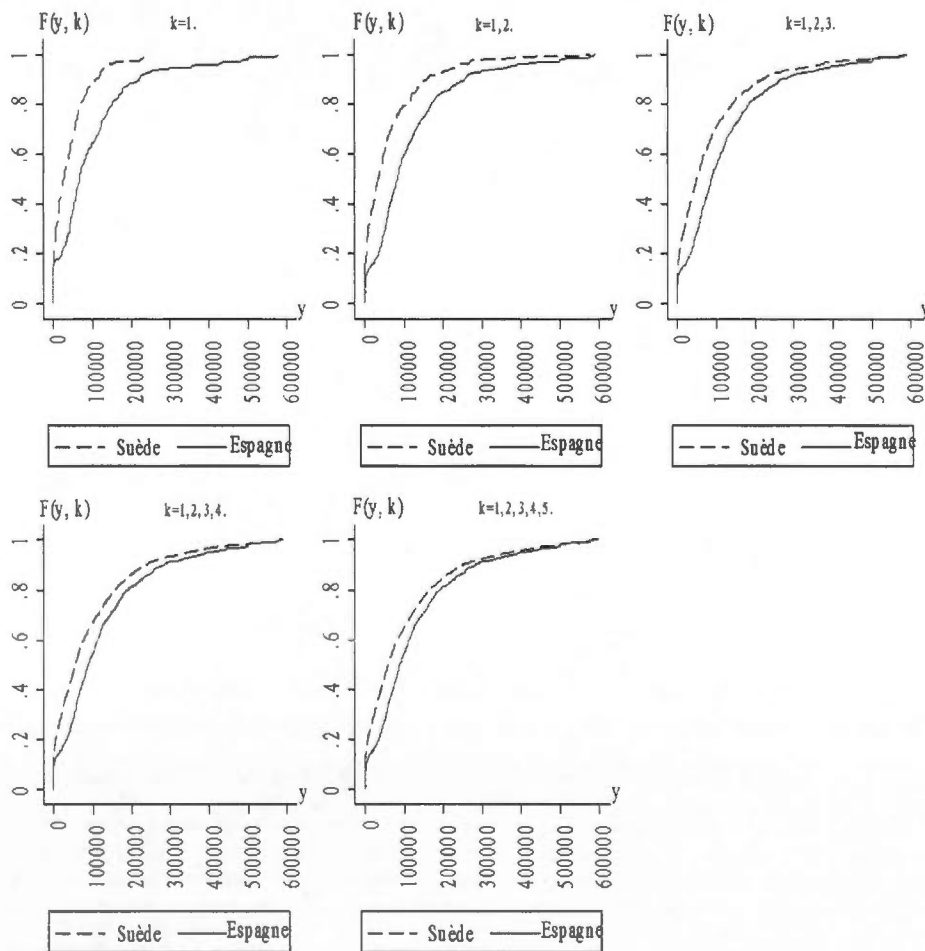 F(y, k) k=1.
1
.8
.6
.4
.2
0
y
0 100000 200000 300000 400000 500000 600000
Suède Espagne
F(y, k) k=1,2.
1
.8
.6
.4
.2
0
y
0 100000 200000 300000 400000 500000 600000
Suède Espagne
F(y, k) k=1,2,3.
1
.8
.6
.4
.2
0
y
0 100000 200000 300000 400000 500000 600000
Suède Espagne
F(y, k) k=1,2,3,4.
1
.8
.6
.4
.2
0
y
0 100000 200000 300000 400000 500000 600000
Suède Espagne
F(y, k) k=1,2,3,4,5.
1
.8
.6
.4
.2
0
y
0 100000 200000 300000 400000 500000 600000
Suède Espagne